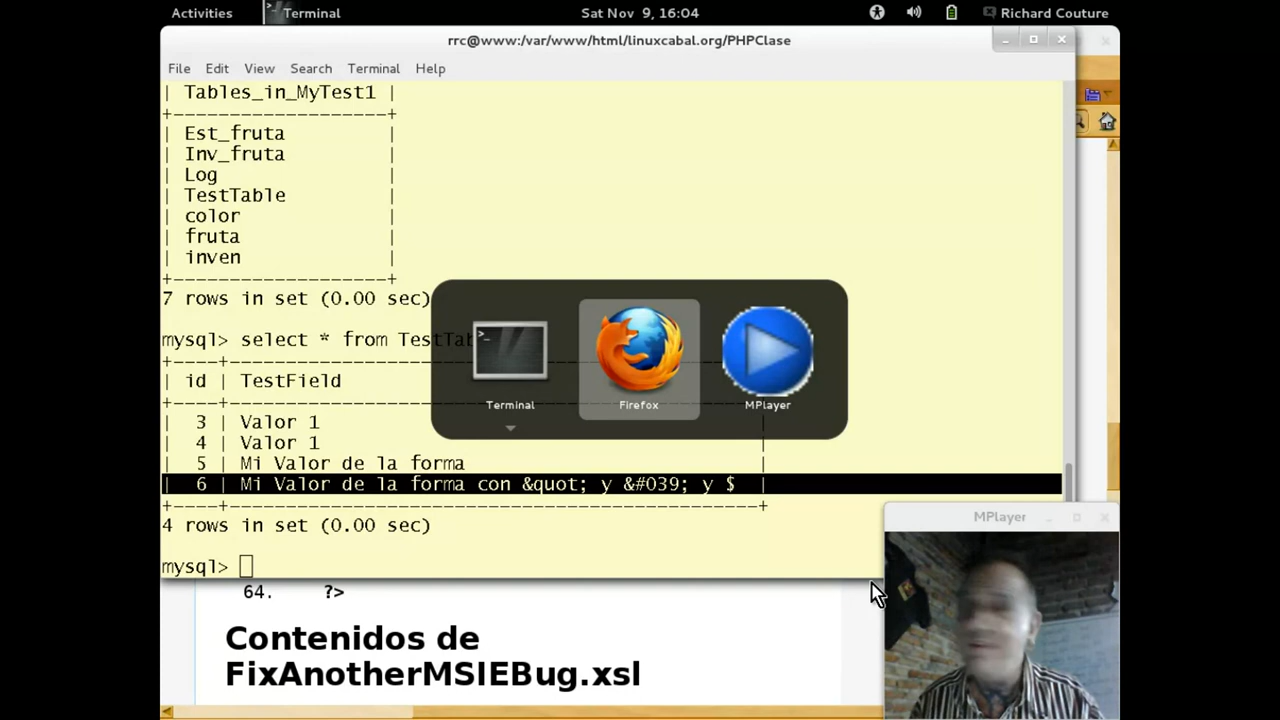 Activities
Terminal
Sat Nov 9, 16:04
Richard Couture
rrc@www:/var/www/html/linuxcabal.org/PHPClase
File Edit View Search Terminal Help
| Tables_in_MyTest1 |
+-------------------+
| Est_fruta |
| Inv_fruta |
| Log |
| TestTable |
| color |
| fruta |
| inven |
+-------------------+
7 rows in set (0.00 sec)
mysql> select * from TestTab
| id | TestField
| 3 | Valor 1
| 4 | Valor 1
| 5 | Mi Valor de la forma |
| 6 | Mi Valor de la forma con &quot; y &#039; y $ |
+----+-----------------------------------------------+
4 rows in set (0.00 sec)
mysql>
Terminal
Firefox
MPlayer
MPlayer
64. ?>
Contenidos de
FixAnotherMSIEBug.xsl